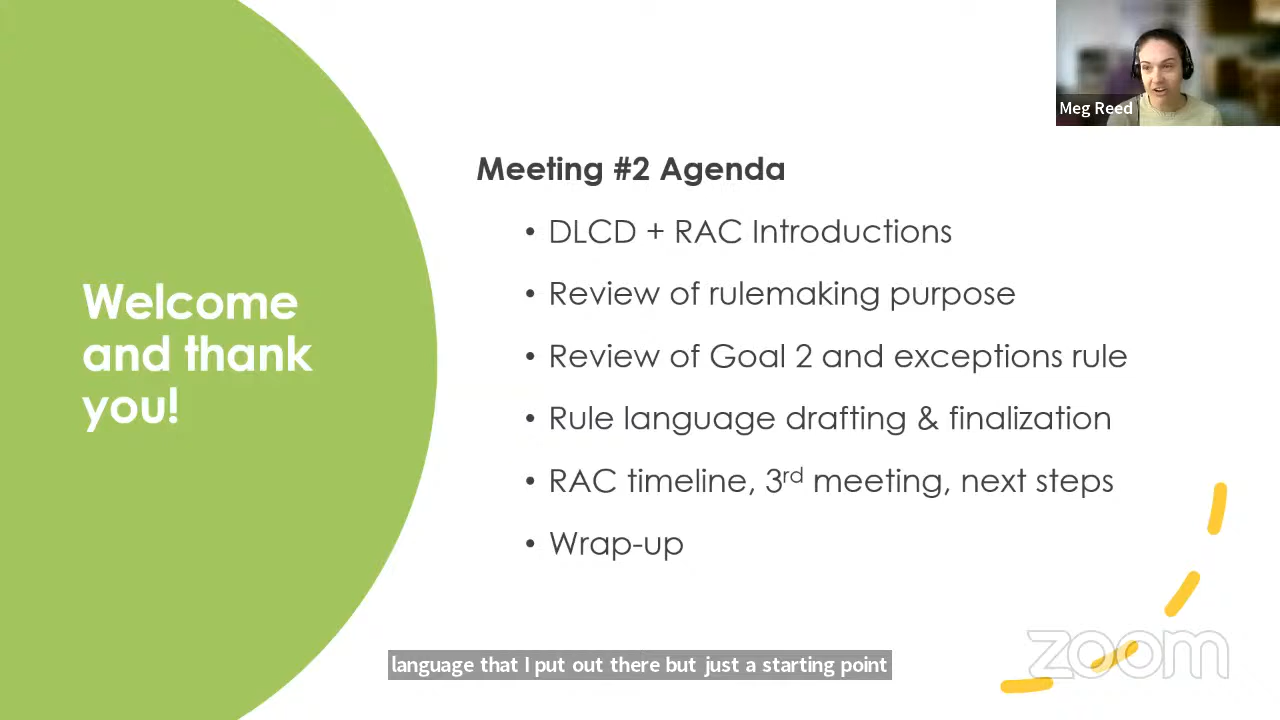 Meg Reed
Meeting #2 Agenda
• DLCD + RAC Introductions
• Review of rulemaking purpose
• Review of Goal 2 and exceptions rule
• Rule language drafting & finalization
• RAC timeline, 3rd meeting, next steps
• Wrap-up
Welcome
and thank
you!
language that I put out there but just a starting point
zoom